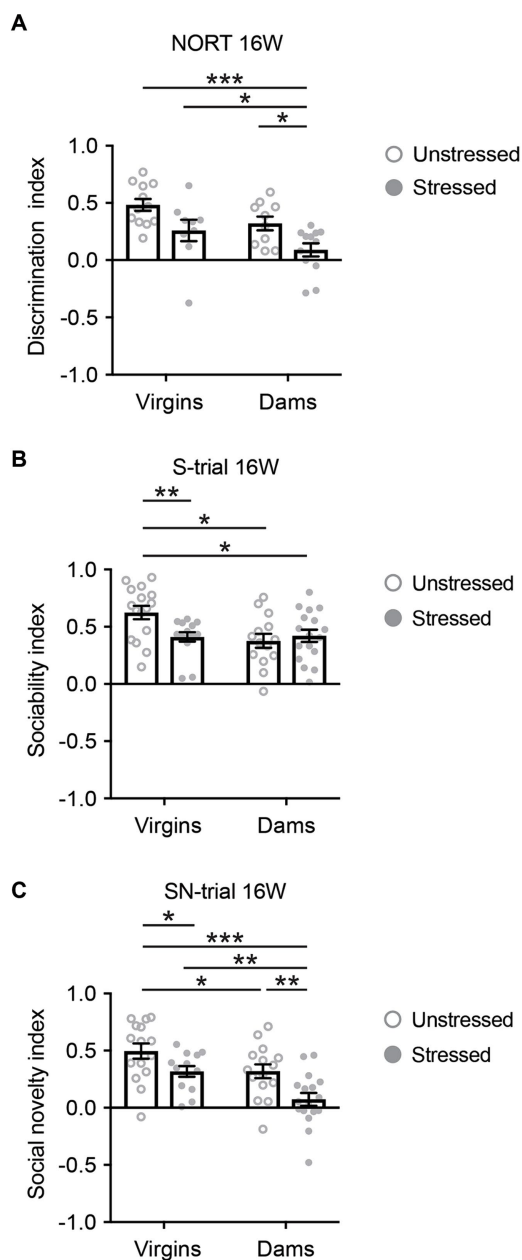 A
NORT 16W
***
*
*
1.0
0.5
0.0
-0.5
-1.0
Discrimination index
Virgins
Dams
Unstressed
Stressed
B
S-trial 16W
**
*
*
1.0
0.5
0.0
-0.5
-1.0
Sociability index
Virgins
Dams
Unstressed
Stressed
C
SN-trial 16W
*
***
**
* **
1.0
0.5
0.0
-0.5
-1.0
Social novelty index
Virgins
Dams
Unstressed
Stressed